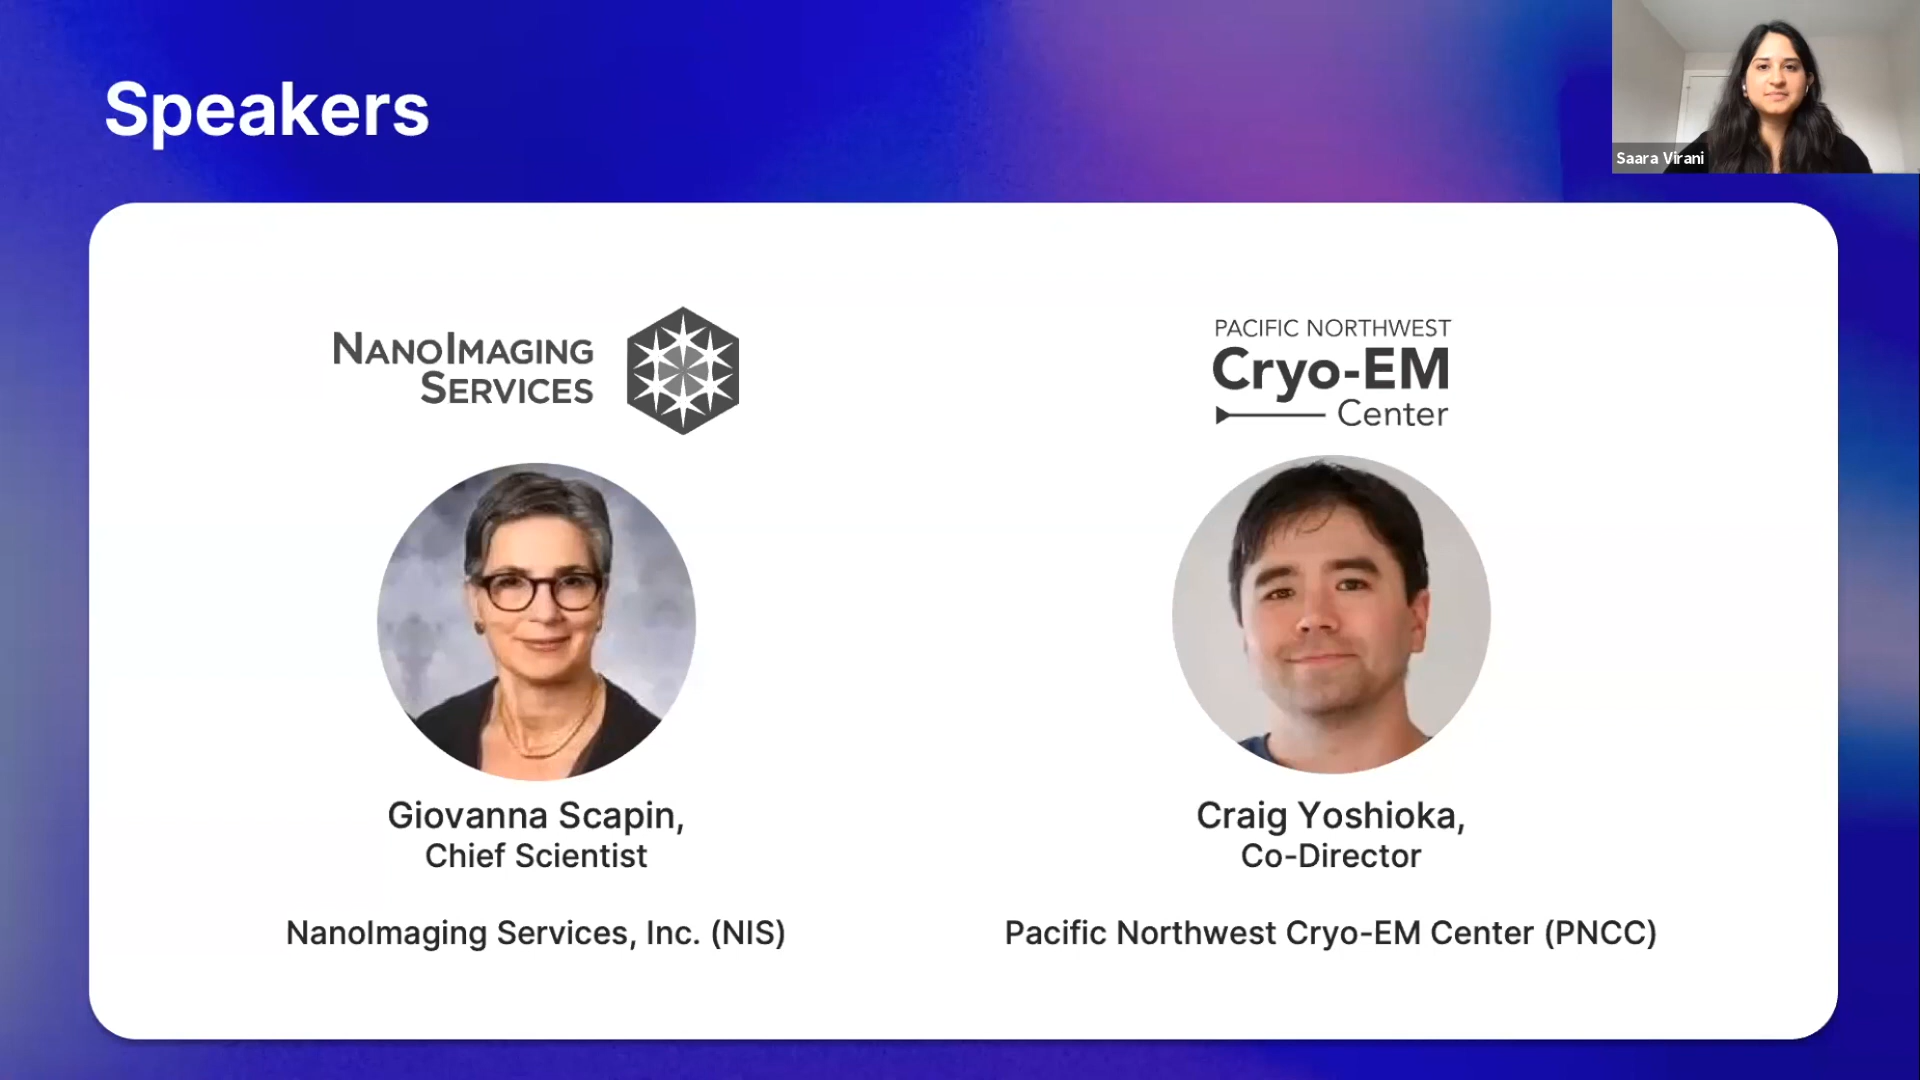 Speakers
Saara Virani
NANOIMAGING
SERVICES
PACIFIC NORTHWEST
Cryo-EM
Center
Giovanna Scapin,
Chief Scientist
NanoImaging Services, Inc. (NIS)
Craig Yoshioka,
Co-Director
Pacific Northwest Cryo-EM Center (PNCC)